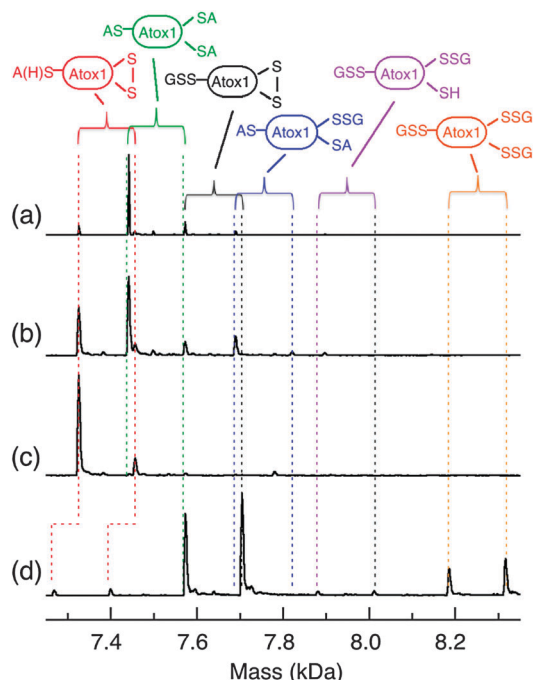 SA
AS Atox1
SA
A(H)S Atox1 S
S
GSS Atox1 S
S
GSS Atox1 SSG
SH
AS Atox1 SSG
SA
GSS Atox1 SSG
SSG
(a)
(b)
(c)
(d)
7.4 7.6 7.8 8.0 8.2
Mass (kDa)